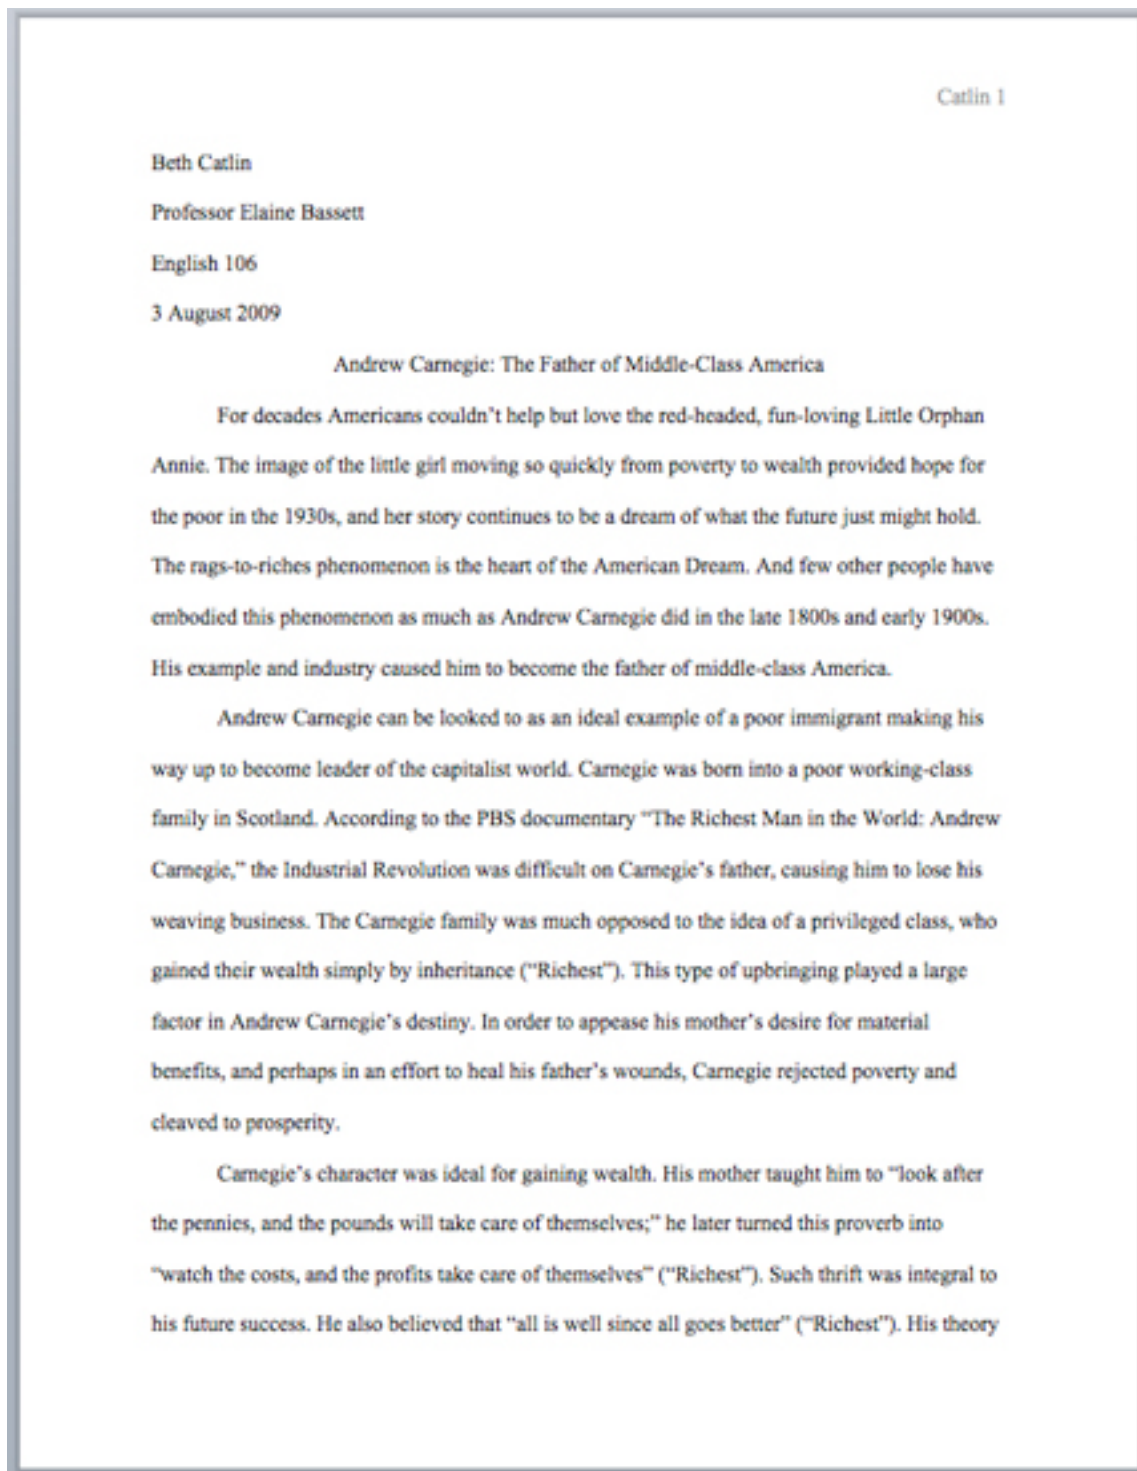 Catlin 1
Beth Catlin
Professor Elaine Bassett
English 106
3 August 2009
Andrew Carnegie: The Father of Middle-Class America
For decades Americans couldn’t help but love the red-headed, fun-loving Little Orphan
Annie. The image of the little girl moving so quickly from poverty to wealth provided hope for
the poor in the 1930s, and her story continues to be a dream of what the future just might hold.
The rags-to-riches phenomenon is the heart of the American Dream. And few other people have
embodied this phenomenon as much as Andrew Carnegie did in the late 1800s and early 1900s.
His example and industry caused him to become the father of middle-class America.
Andrew Carnegie can be looked to as an ideal example of a poor immigrant making his
way up to become leader of the capitalist world. Carnegie was born into a poor working-class
family in Scotland. According to the PBS documentary “The Richest Man in the World: Andrew
Carnegie,” the Industrial Revolution was difficult on Carnegie’s father, causing him to lose his
weaving business. The Carnegie family was much opposed to the idea of a privileged class, who
gained their wealth simply by inheritance (“Richest”). This type of upbringing played a large
factor in Andrew Carnegie’s destiny. In order to appease his mother’s desire for material
benefits, and perhaps in an effort to heal his father’s wounds, Carnegie rejected poverty and
cleaved to prosperity.
Carnegie’s character was ideal for gaining wealth. His mother taught him to “look after
the pennies, and the pounds will take care of themselves;” he later turned this proverb into
“watch the costs, and the profits take care of themselves” (“Richest”). Such thrift was integral to
his future success. He also believed that “all is well since all goes better” (“Richest”). His theory